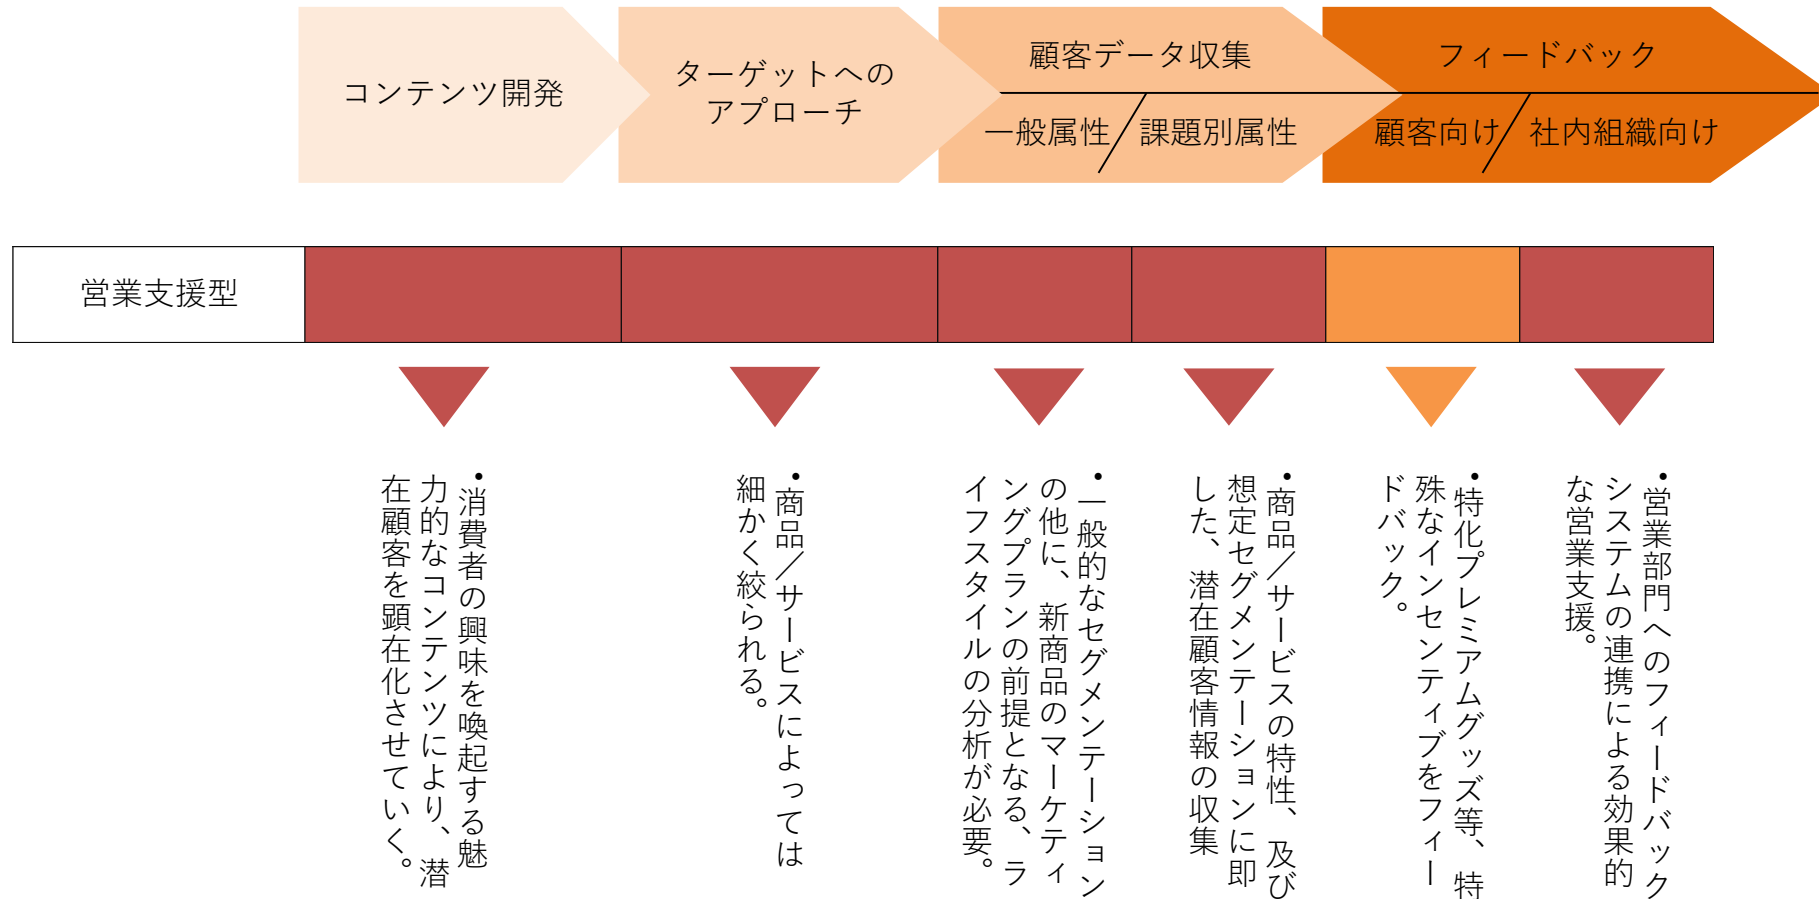 コンテンツ開発
ターゲットへの
アプローチ
顧客データ収集
一般属性
課題別属性
フィードバック
顧客向け
社内組織向け
営業支援型
・消費者の興味を喚起する魅
力的なコンテンツにより、潜
在顧客を顕在化させていく。
・商品／サービスによっては
細かく絞られる。
・一般的なセグメンテーション
の他に、新商品のマーケティ
ングプランの前提となる、ラ
イフスタイルの分析が必要。
・商品／サービスの特性、及び
想定セグメンテーションに即
した、潜在顧客情報の収集
・特化プレミアムグッズ等、特
殊なインセンティブをフィー
ドバック。
・営業部門へのフィードバック
システムの連携による効果的
な営業支援。